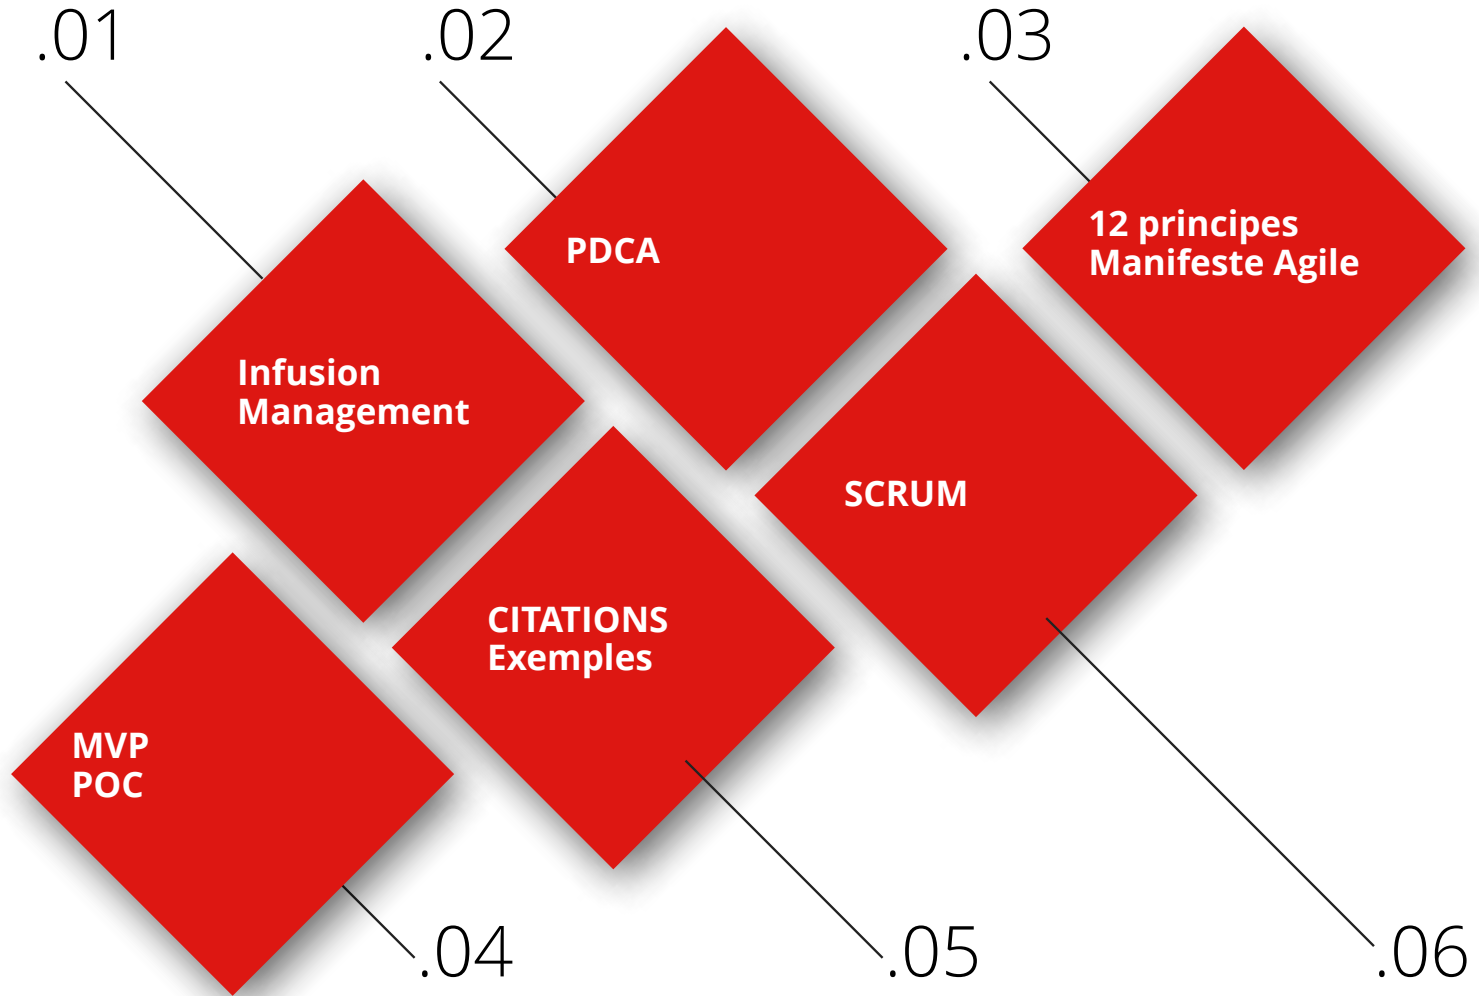 .01
.02
.03
12 principes
Manifeste Agile
PDCA
Infusion
Management
SCRUM
CITATIONS
Exemples
MVP
POC
.04
.05
.06